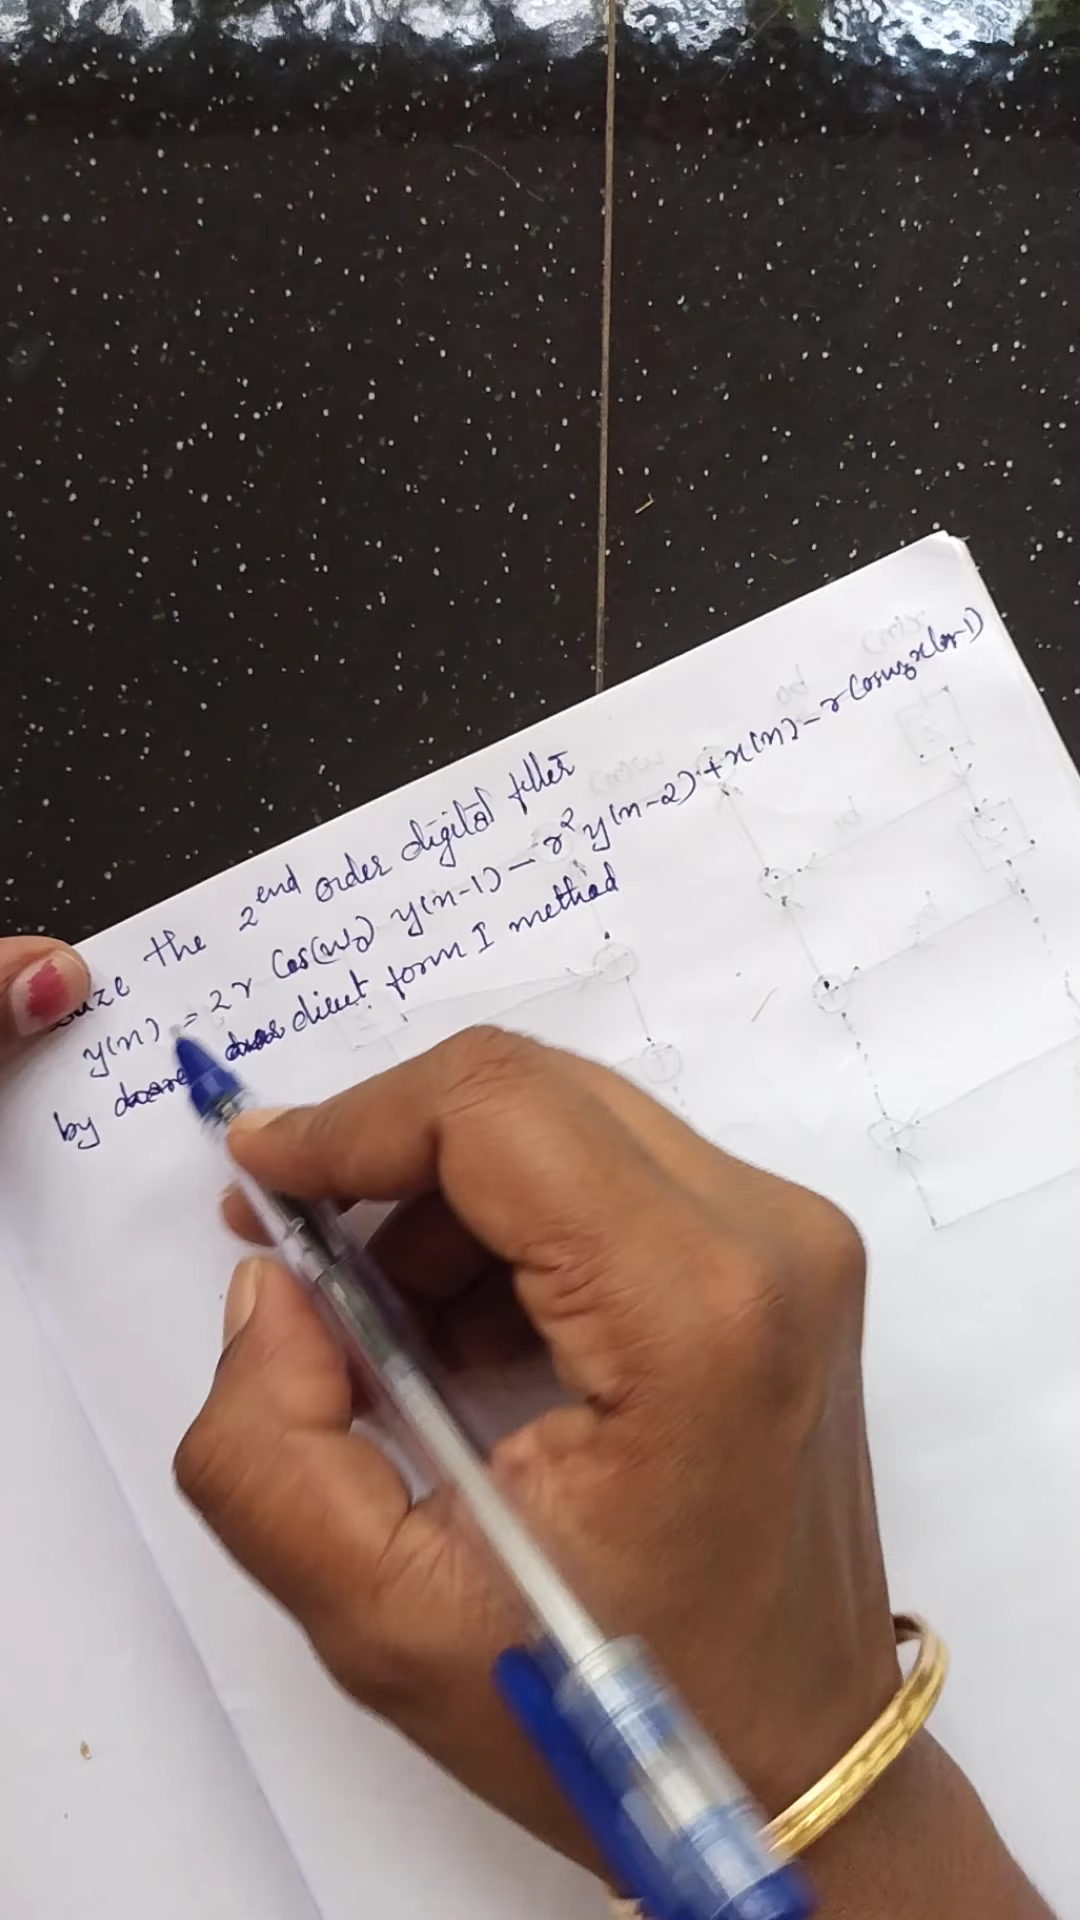 the 2end order digital filter
y(n) = 2r Cos(w0) y(n-1) - r² y(n-2) + x(n) - r Cosw0 x(n-1)
by direct form I method